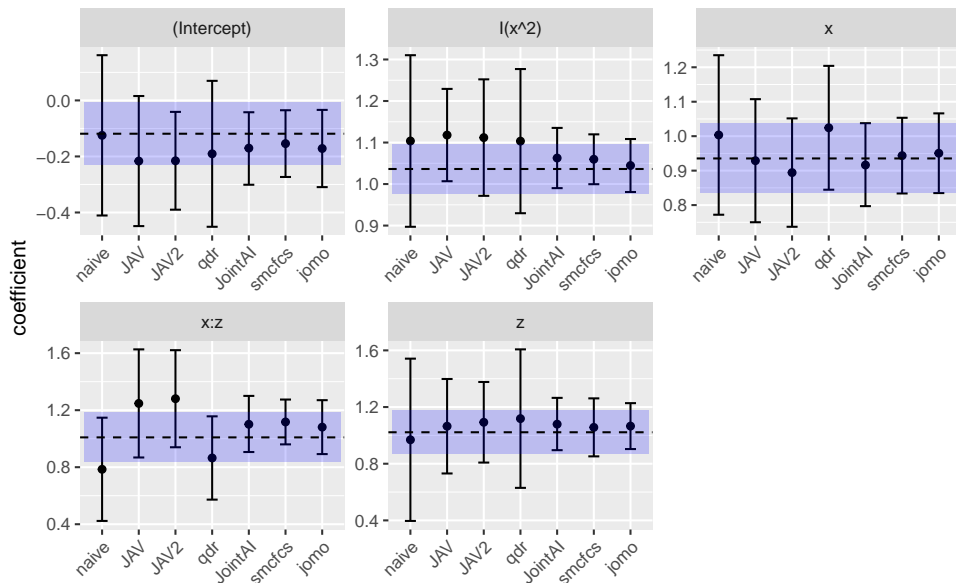 (Intercept)
I(x^2)
x
0.0
−0.2
−0.4
1.3
1.2
1.1
1.0
0.9
1.2
1.1
1.0
0.9
0.8
naive JAV JAV2 qdr JointAI smcfcs jomo
naive JAV JAV2 qdr JointAI smcfcs jomo
naive JAV JAV2 qdr JointAI smcfcs jomo
coefficient
x:z
z
1.6
1.2
0.8
0.4
1.6
1.2
0.8
0.4
naive JAV JAV2 qdr JointAI smcfcs jomo
naive JAV JAV2 qdr JointAI smcfcs jomo